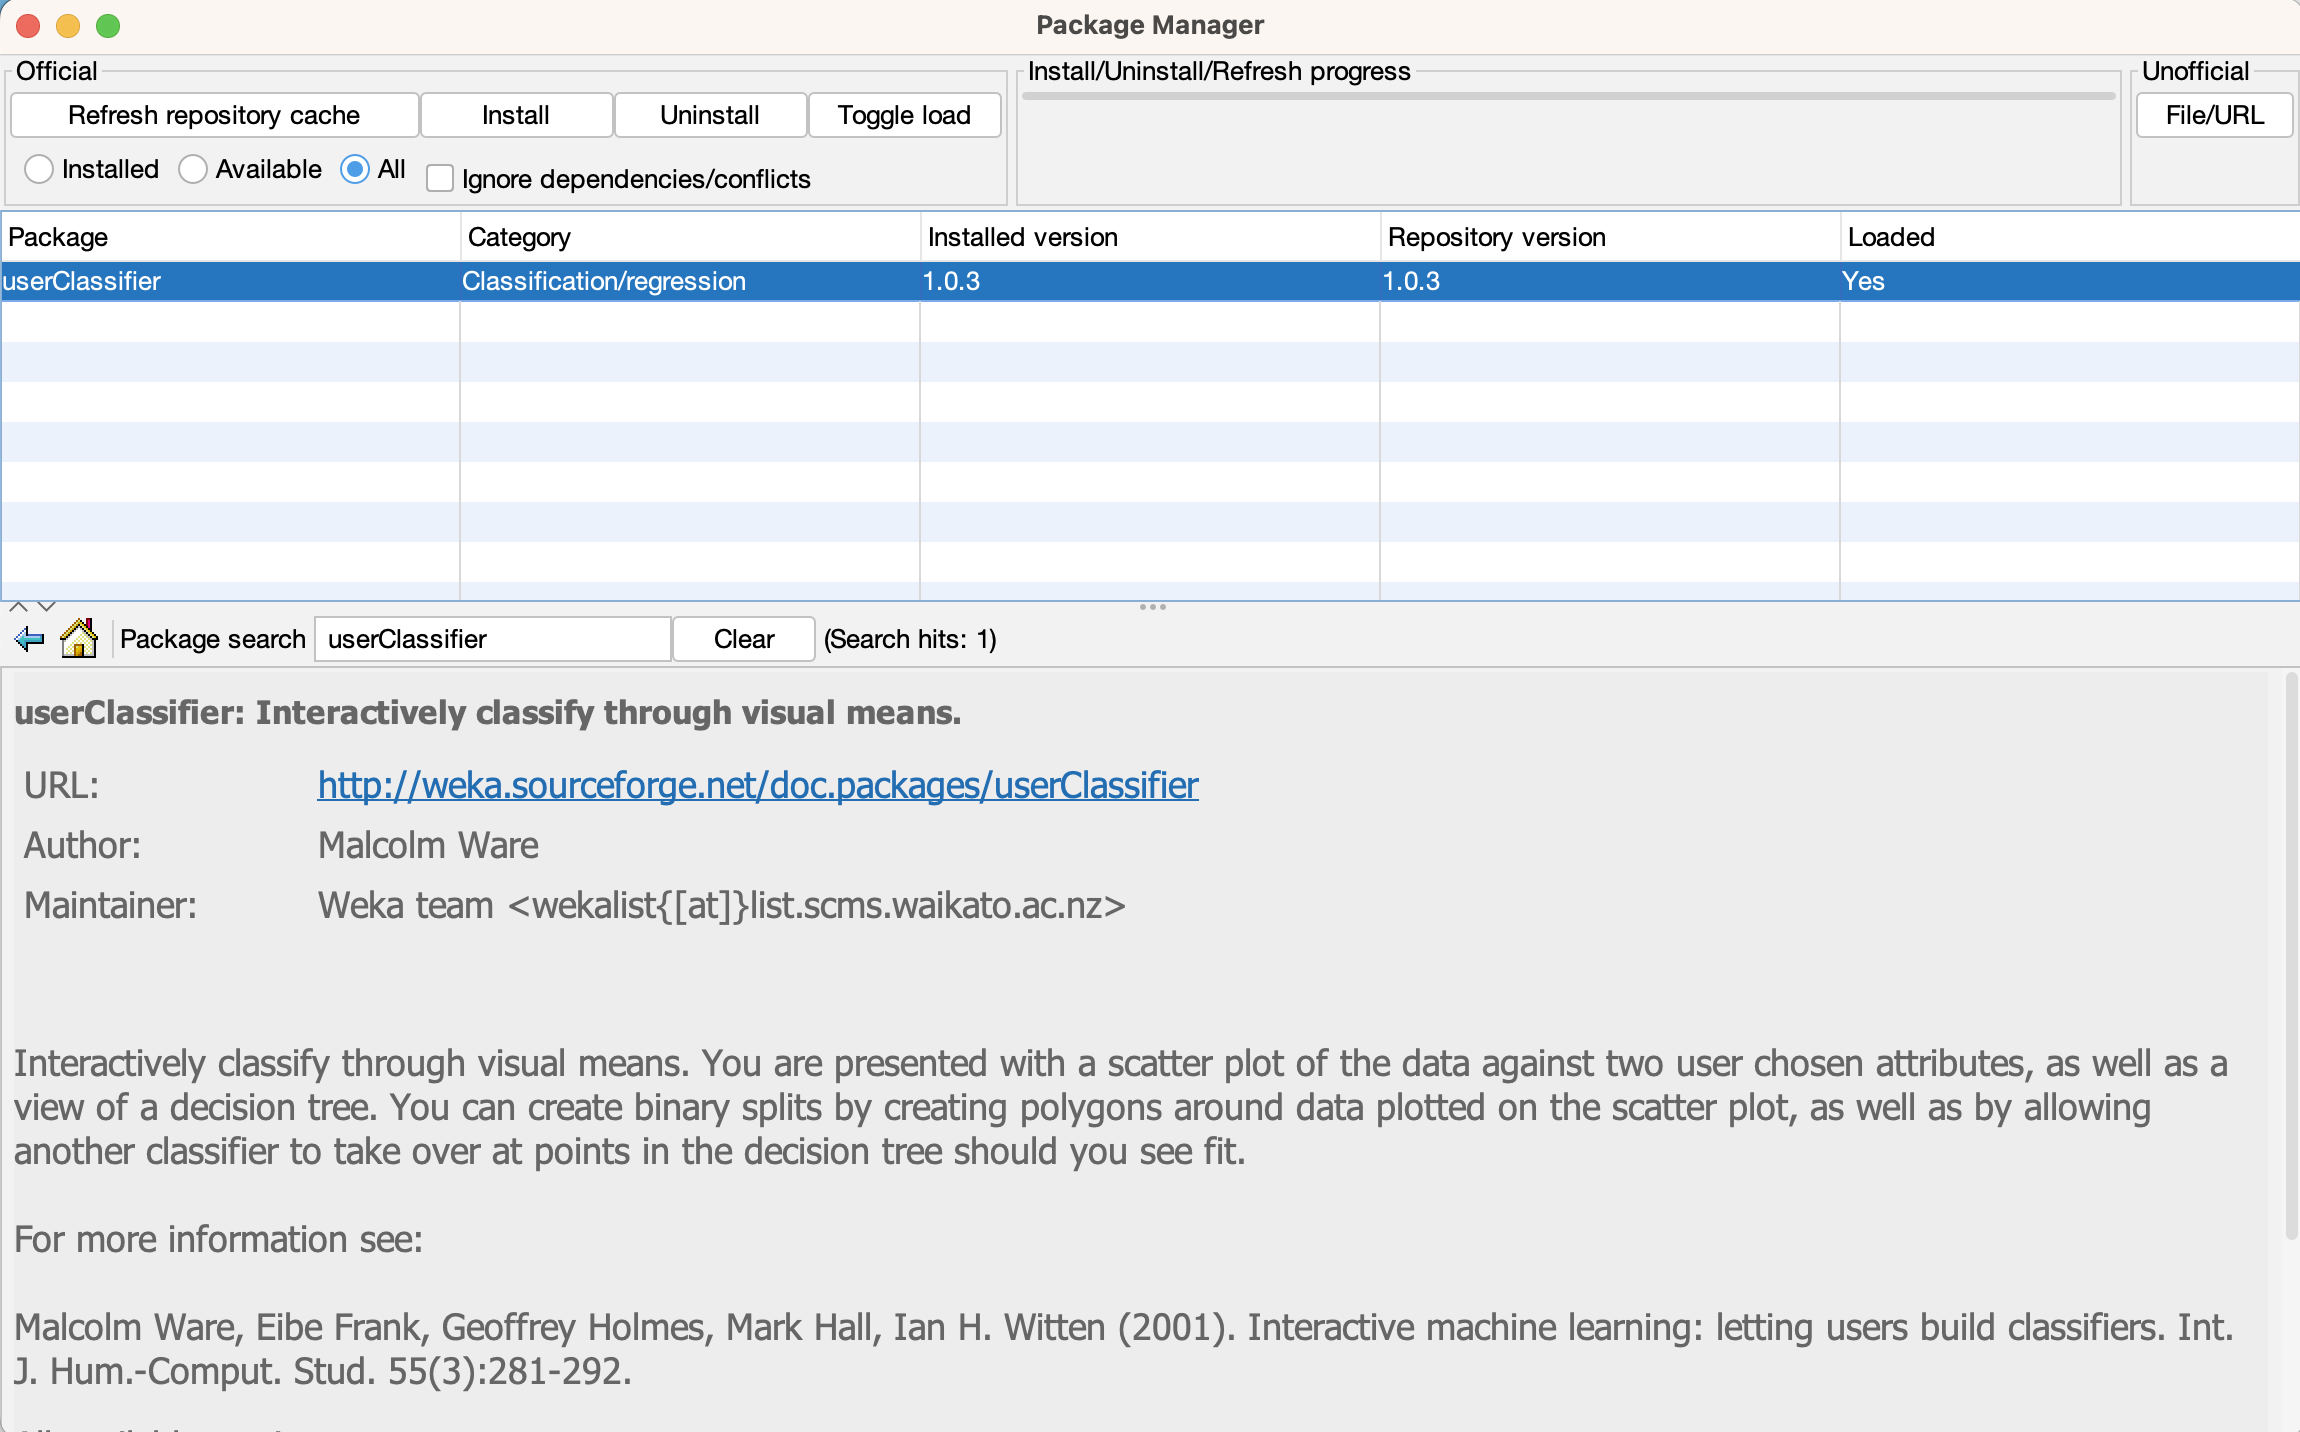 Package Manager
Official
Install/Uninstall/Refresh progress
Unofficial
Refresh repository cache
Install
Uninstall
Toggle load
File/URL
Installed
Available
All
Ignore dependencies/conflicts
Package
Category
Installed version
Repository version
Loaded
userClassifier
Classification/regression
1.0.3
1.0.3
Yes
Package search
userClassifier
Clear
(Search hits: 1)
userClassifier: Interactively classify through visual means.
URL:
http://weka.sourceforge.net/doc.packages/userClassifier
Author:
Malcolm Ware
Maintainer:
Weka team <wekalist{[at]}list.scms.waikato.ac.nz>
Interactively classify through visual means. You are presented with a scatter plot of the data against two user chosen attributes, as well as a
view of a decision tree. You can create binary splits by creating polygons around data plotted on the scatter plot, as well as by allowing
another classifier to take over at points in the decision tree should you see fit.
For more information see:
Malcolm Ware, Eibe Frank, Geoffrey Holmes, Mark Hall, Ian H. Witten (2001). Interactive machine learning: letting users build classifiers. Int.
J. Hum.-Comput. Stud. 55(3):281-292.